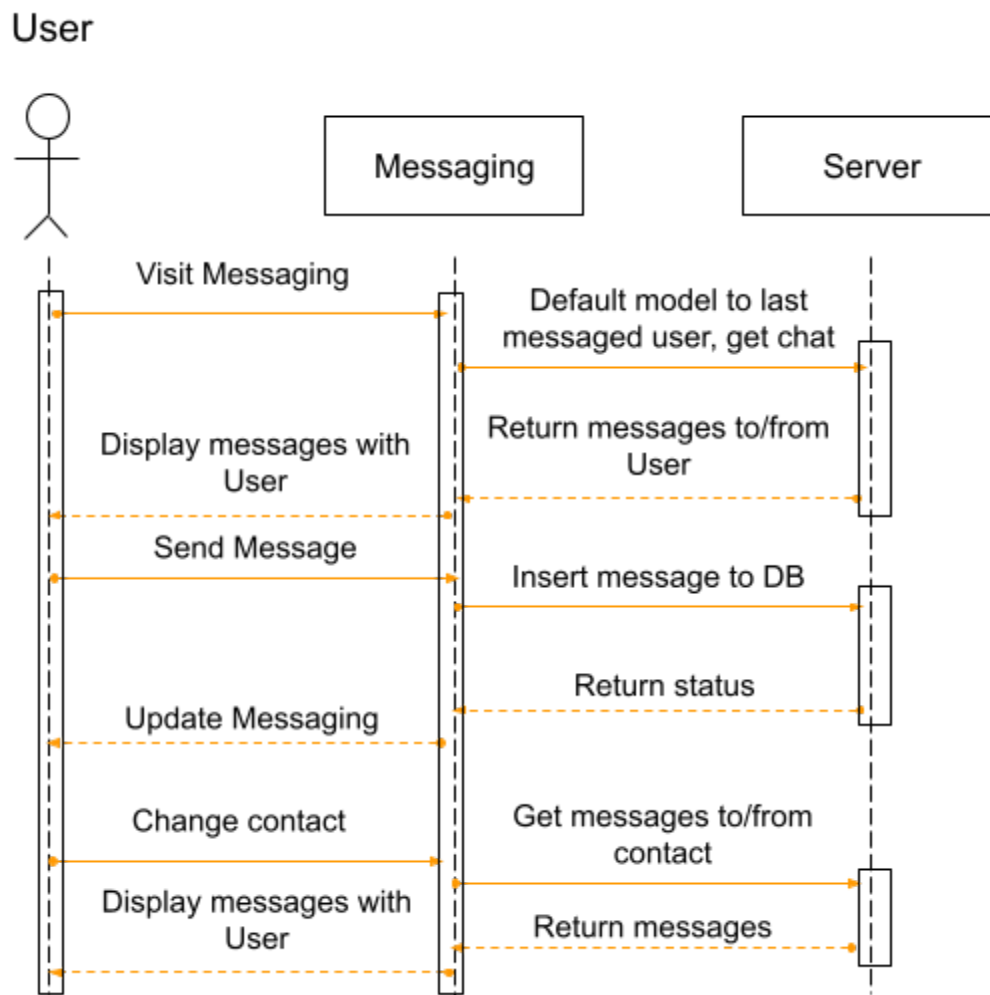 User
Messaging
Server
Visit Messaging
Default model to last
messaged user, get chat
Return messages to/from
User
Display messages with
User
Send Message
Insert message to DB
Return status
Update Messaging
Change contact
Get messages to/from
contact
Display messages with
User
Return messages